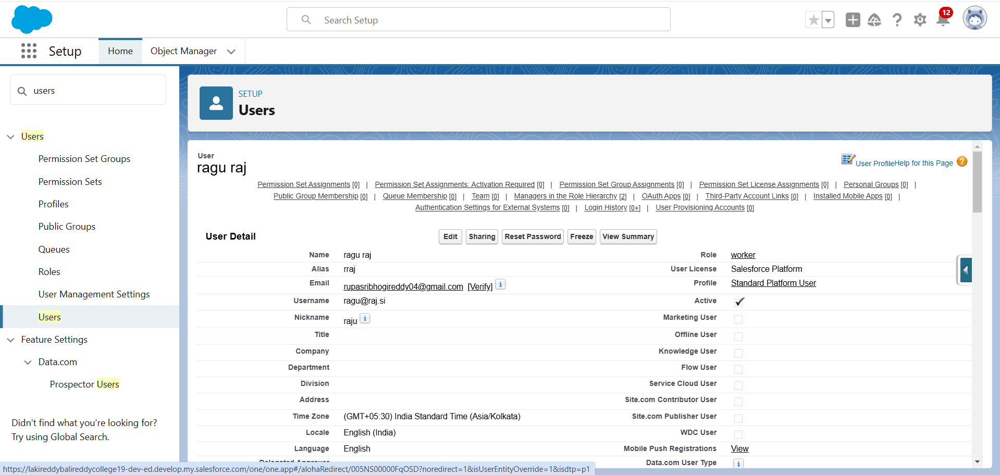 Search Setup
12
Setup
Home
Object Manager
users
Users
Permission Set Groups
Permission Sets
Profiles
Public Groups
Queues
Roles
User Management Settings
Users
Feature Settings
Data.com
Prospector Users
Didn't find what you're looking for?
Try using Global Search.
SETUP
Users
User
ragu raj
User Profile Help for this Page ?
Permission Set Assignments [0] | Permission Set Assignments: Activation Required [0] | Permission Set Group Assignments [0] | Permission Set License Assignments [0] | Personal Groups [0] |
Public Group Membership [0] | Queue Membership [0] | Team [0] | Managers in the Role Hierarchy [2] | OAuth Apps [0] | Third-Party Account Links [0] | Installed Mobile Apps [0] |
Authentication Settings for External Systems [0] | Login History [0+] | User Provisioning Accounts [0]
User Detail
Edit Sharing Reset Password Freeze View Summary
Name ragu raj Role worker
Alias rraj User License Salesforce Platform
Email rupasribhogireddy04@gmail.com [Verify] i Profile Standard Platform User
Username ragu@raj.si Active
Nickname raju i Marketing User
Title Offline User
Company Knowledge User
Department Flow User
Division Service Cloud User
Address Site.com Contributor User
Time Zone (GMT+05:30) India Standard Time (Asia/Kolkata) Site.com Publisher User
Locale English (India) WDC User
Language English Mobile Push Registrations View
Delegated Approver Data.com User Type i
https://lakireddybalireddycollege19-dev-ed.develop.my.salesforce.com/one/one.app#/alohaRedirect/005NS00000FqOSD?noredirect=1&isUserEntityOverride=1&isdtp=p1